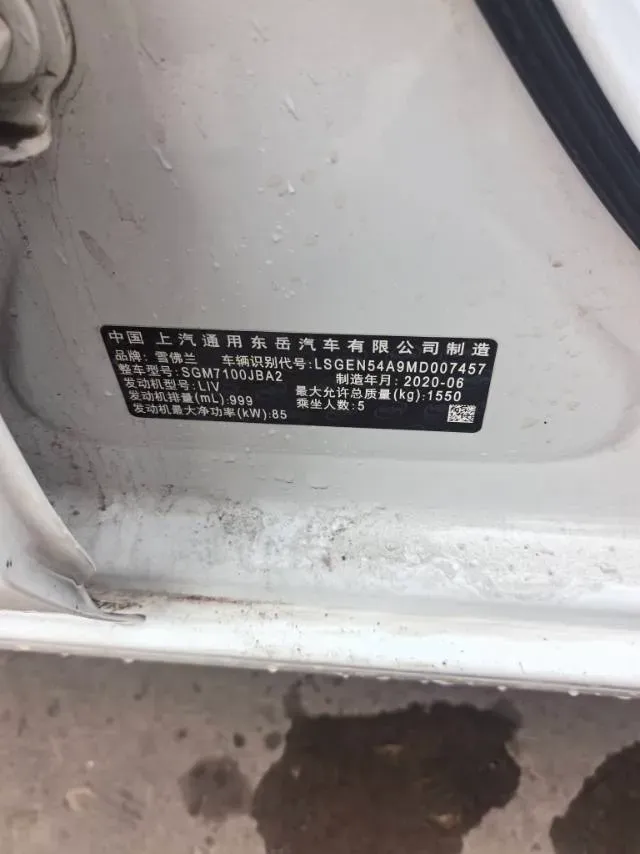 中国 上汽通用东岳汽车有限公司制造
品牌: 雪佛兰 车辆识别代号: LSGEN54A9MD007457
整车型号: SGM7100JBA2 制造年月: 2020-06
发动机型号: LIV 最大允许总质量(kg): 1550
发动机排量(mL): 999 乘坐人数: 5
发动机最大净功率(kW): 85